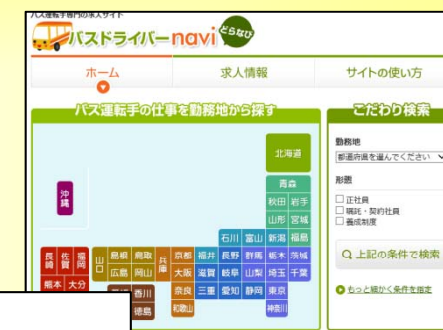 バス運転手専門の求人サイト
バスドライバーnavi どらなび
ホーム 求人情報 サイトの使い方
バス運転手の仕事を勤務地から探す
こだわり検索
北海道
勤務地
都道府県を選んでください
青森
形態
沖縄
秋田 岩手
正社員
山形 宮城
嘱託・契約社員
養成制度
石川 富山 新潟 福島
長崎 佐賀 福岡 山口 島根 鳥取 兵庫 京都 福井 長野 群馬 栃木 茨城
上記の条件で検索
広島 岡山 大阪 滋賀 岐阜 山梨 埼玉 千葉
熊本 大分
香川 奈良 三重 愛知 静岡 東京
もっと細かく条件を指定
徳島 和歌山 神奈川